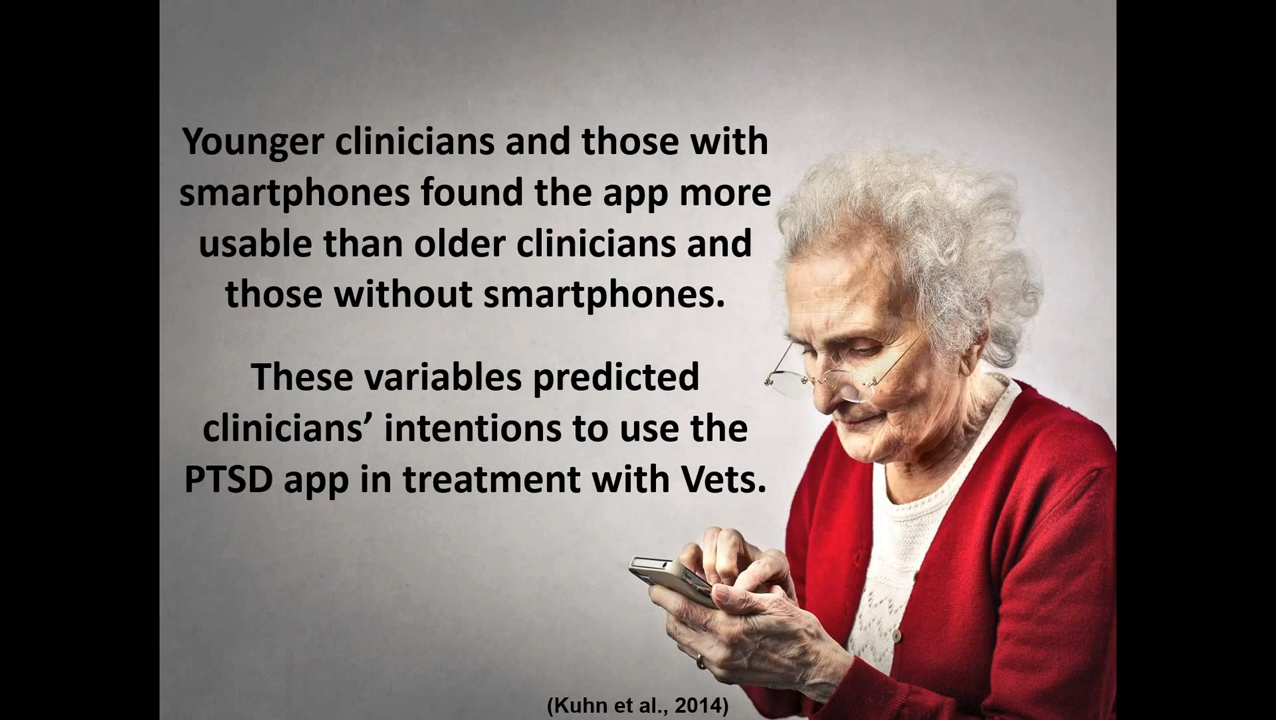 Younger clinicians and those with
smartphones found the app more
usable than older clinicians and
those without smartphones.
These variables predicted
clinicians’ intentions to use the
PTSD app in treatment with Vets.
(Kuhn et al., 2014)